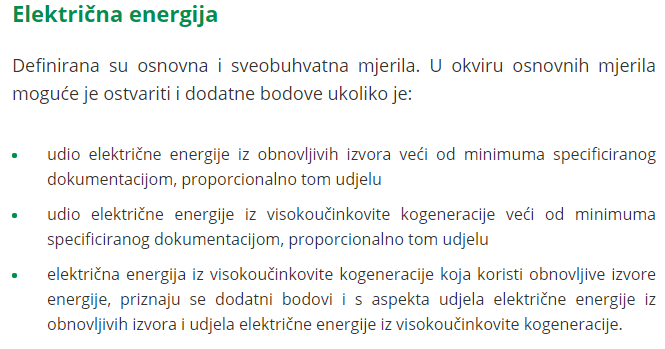 Električna energija
Definirana su osnovna i sveobuhvatna mjerila. U okviru osnovnih mjerila
moguće je ostvariti i dodatne bodove ukoliko je:
• udio električne energije iz obnovljivih izvora veći od minimuma specificiranog
dokumentacijom, proporcionalno tom udjelu
• udio električne energije iz visokoučinkovite kogeneracije veći od minimuma
specificiranog dokumentacijom, proporcionalno tom udjelu
• električna energija iz visokoučinkovite kogeneracije koja koristi obnovljive izvore
energije, priznaju se dodatni bodovi i s aspekta udjela električne energije iz
obnovljivih izvora i udjela električne energije iz visokoučinkovite kogeneracije.